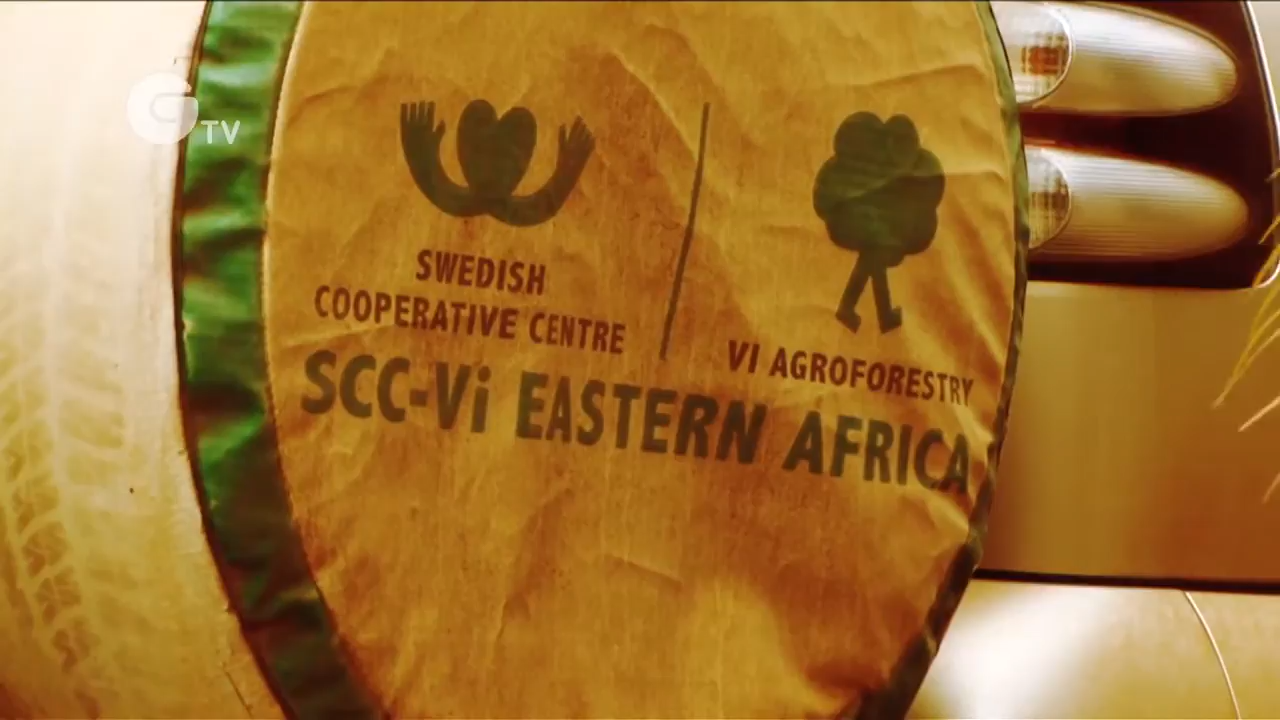 G TV
SWEDISH
COOPERATIVE CENTRE
VI AGROFORESTRY
SCC-Vi EASTERN AFRICA